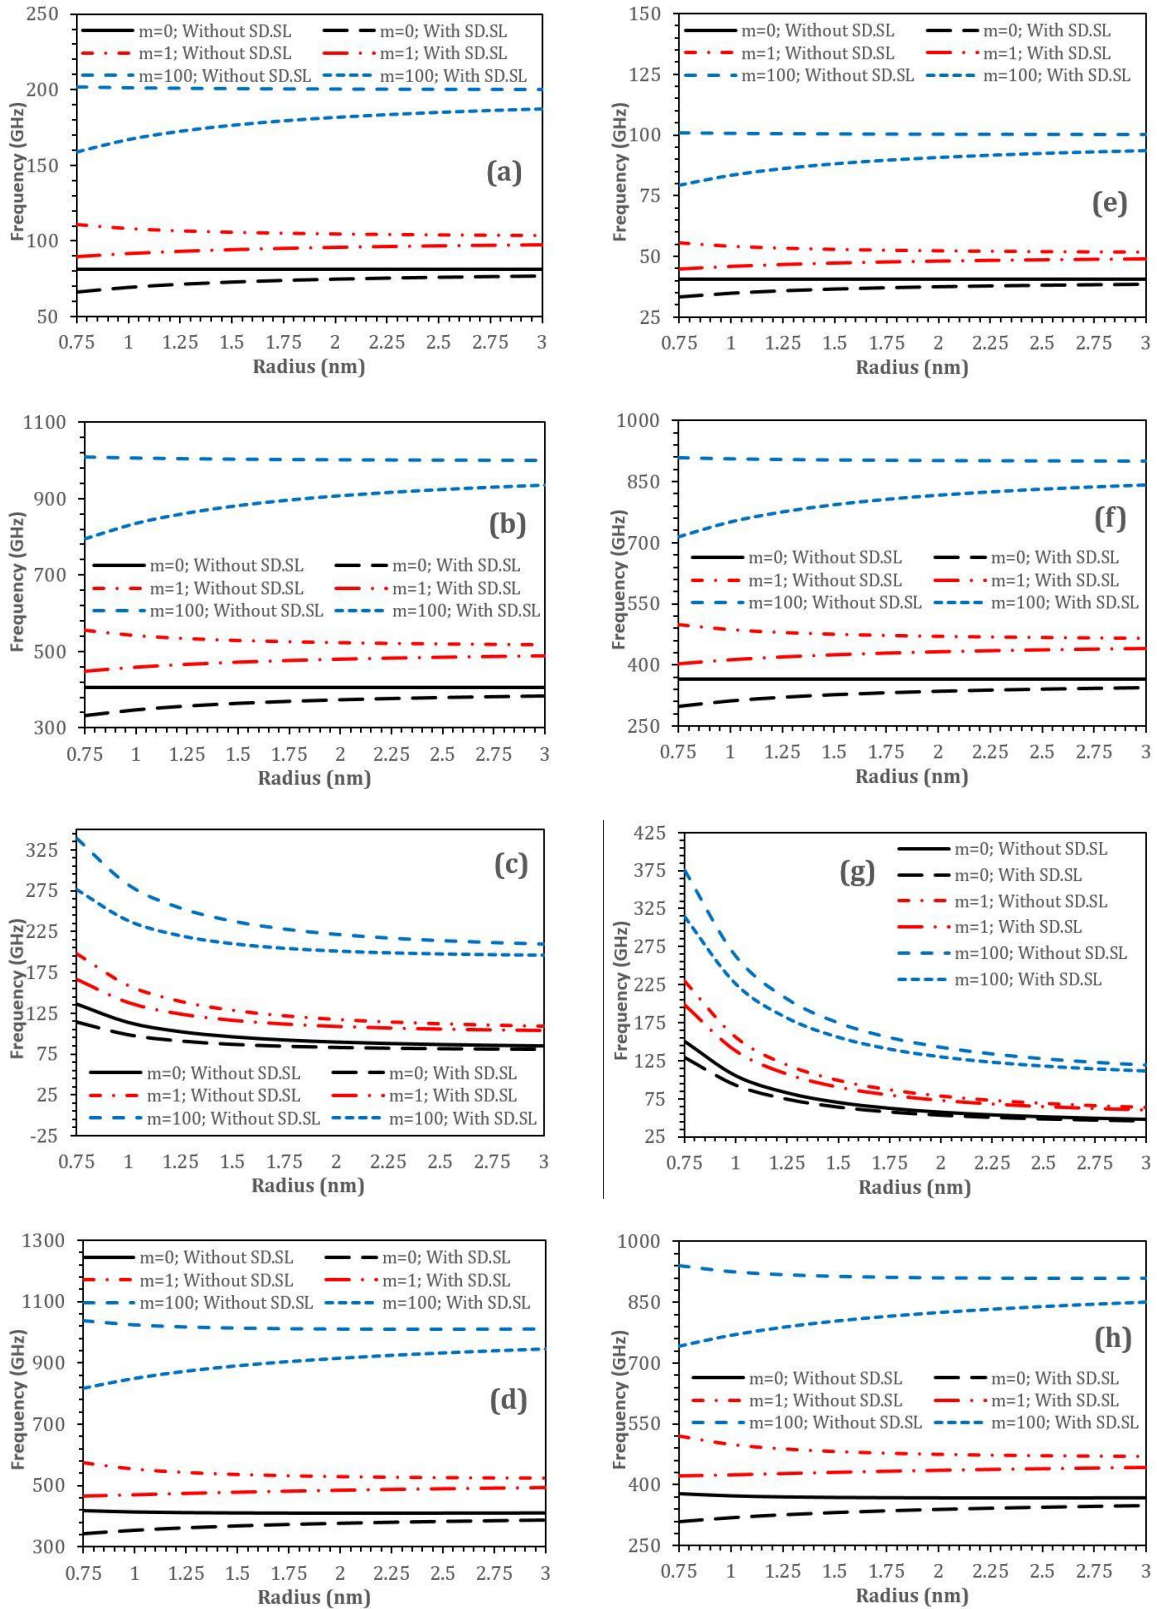 250
m=0; Without SD.SL
m=0; With SD.SL
m=1; Without SD.SL
m=1; With SD.SL
m=100; Without SD.SL
m=100; With SD.SL
200
150
100
50
Frequency (GHz)
(a)
0.75 1 1.25 1.5 1.75 2 2.25 2.5 2.75 3
Radius (nm)
150
m=0; Without SD.SL
m=0; With SD.SL
m=1; Without SD.SL
m=1; With SD.SL
m=100; Without SD.SL
m=100; With SD.SL
125
100
75
50
25
Frequency (GHz)
(e)
0.75 1 1.25 1.5 1.75 2 2.25 2.5 2.75 3
Radius (nm)
1100
900
700
500
300
Frequency (GHz)
(b)
m=0; Without SD.SL
m=0; With SD.SL
m=1; Without SD.SL
m=1; With SD.SL
m=100; Without SD.SL
m=100; With SD.SL
0.75 1 1.25 1.5 1.75 2 2.25 2.5 2.75 3
Radius (nm)
1000
850
700
550
400
250
Frequency (GHz)
(f)
m=0; Without SD.SL
m=0; With SD.SL
m=1; Without SD.SL
m=1; With SD.SL
m=100; Without SD.SL
m=100; With SD.SL
0.75 1 1.25 1.5 1.75 2 2.25 2.5 2.75 3
Radius (nm)
325
275
225
175
125
75
25
-25
Frequency (GHz)
(c)
m=0; Without SD.SL
m=0; With SD.SL
m=1; Without SD.SL
m=1; With SD.SL
m=100; Without SD.SL
m=100; With SD.SL
0.75 1 1.25 1.5 1.75 2 2.25 2.5 2.75 3
Radius (nm)
425
375
325
275
225
175
125
75
25
Frequency (GHz)
(g)
m=0; Without SD.SL
m=0; With SD.SL
m=1; Without SD.SL
m=1; With SD.SL
m=100; Without SD.SL
m=100; With SD.SL
0.75 1 1.25 1.5 1.75 2 2.25 2.5 2.75 3
Radius (nm)
1300
1100
900
700
500
300
Frequency (GHz)
m=0; Without SD.SL
m=0; With SD.SL
m=1; Without SD.SL
m=1; With SD.SL
m=100; Without SD.SL
m=100; With SD.SL
(d)
0.75 1 1.25 1.5 1.75 2 2.25 2.5 2.75 3
Radius (nm)
1000
850
700
550
400
250
Frequency (GHz)
(h)
m=0; Without SD.SL
m=0; With SD.SL
m=1; Without SD.SL
m=1; With SD.SL
m=100; Without SD.SL
m=100; With SD.SL
0.75 1 1.25 1.5 1.75 2 2.25 2.5 2.75 3
Radius (nm)